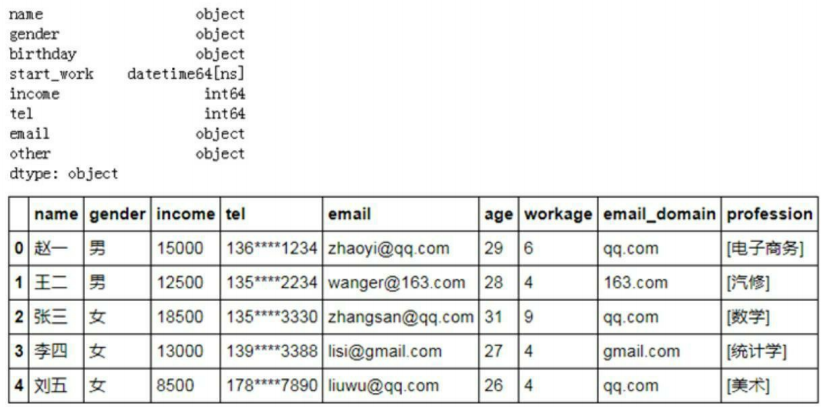 name object
gender object
birthday object
start_work datetime64[ns]
income int64
tel int64
email object
other object
dtype: object
name gender income tel email age workage email_domain profession
0 赵一 男 15000 136****1234 zhaoyi@qq.com 29 6 qq.com [电子商务]
1 王二 男 12500 135****2234 wanger@163.com 28 4 163.com [汽修]
2 张三 女 18500 135****3330 zhangsan@qq.com 31 9 qq.com [数学]
3 李四 女 13000 139****3388 lisi@gmail.com 27 4 gmail.com [统计学]
4 刘五 女 8500 178****7890 liuwu@qq.com 26 4 qq.com [美术]